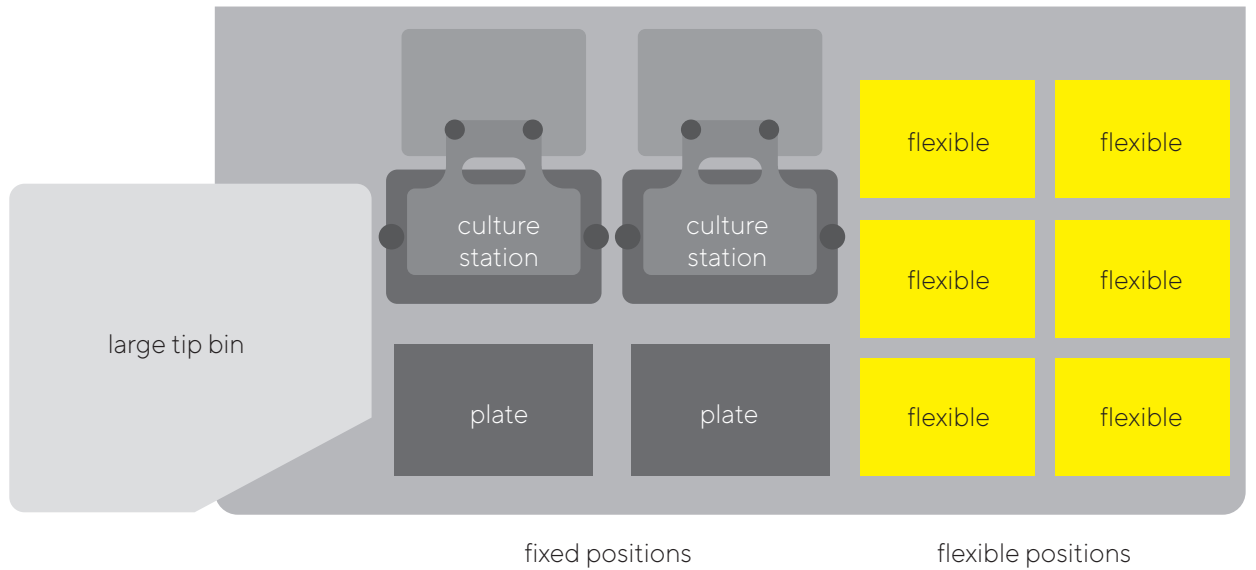 flexible
flexible
culture
station
culture
station
flexible
flexible
large tip bin
plate
plate
flexible
flexible
fixed positions
flexible positions